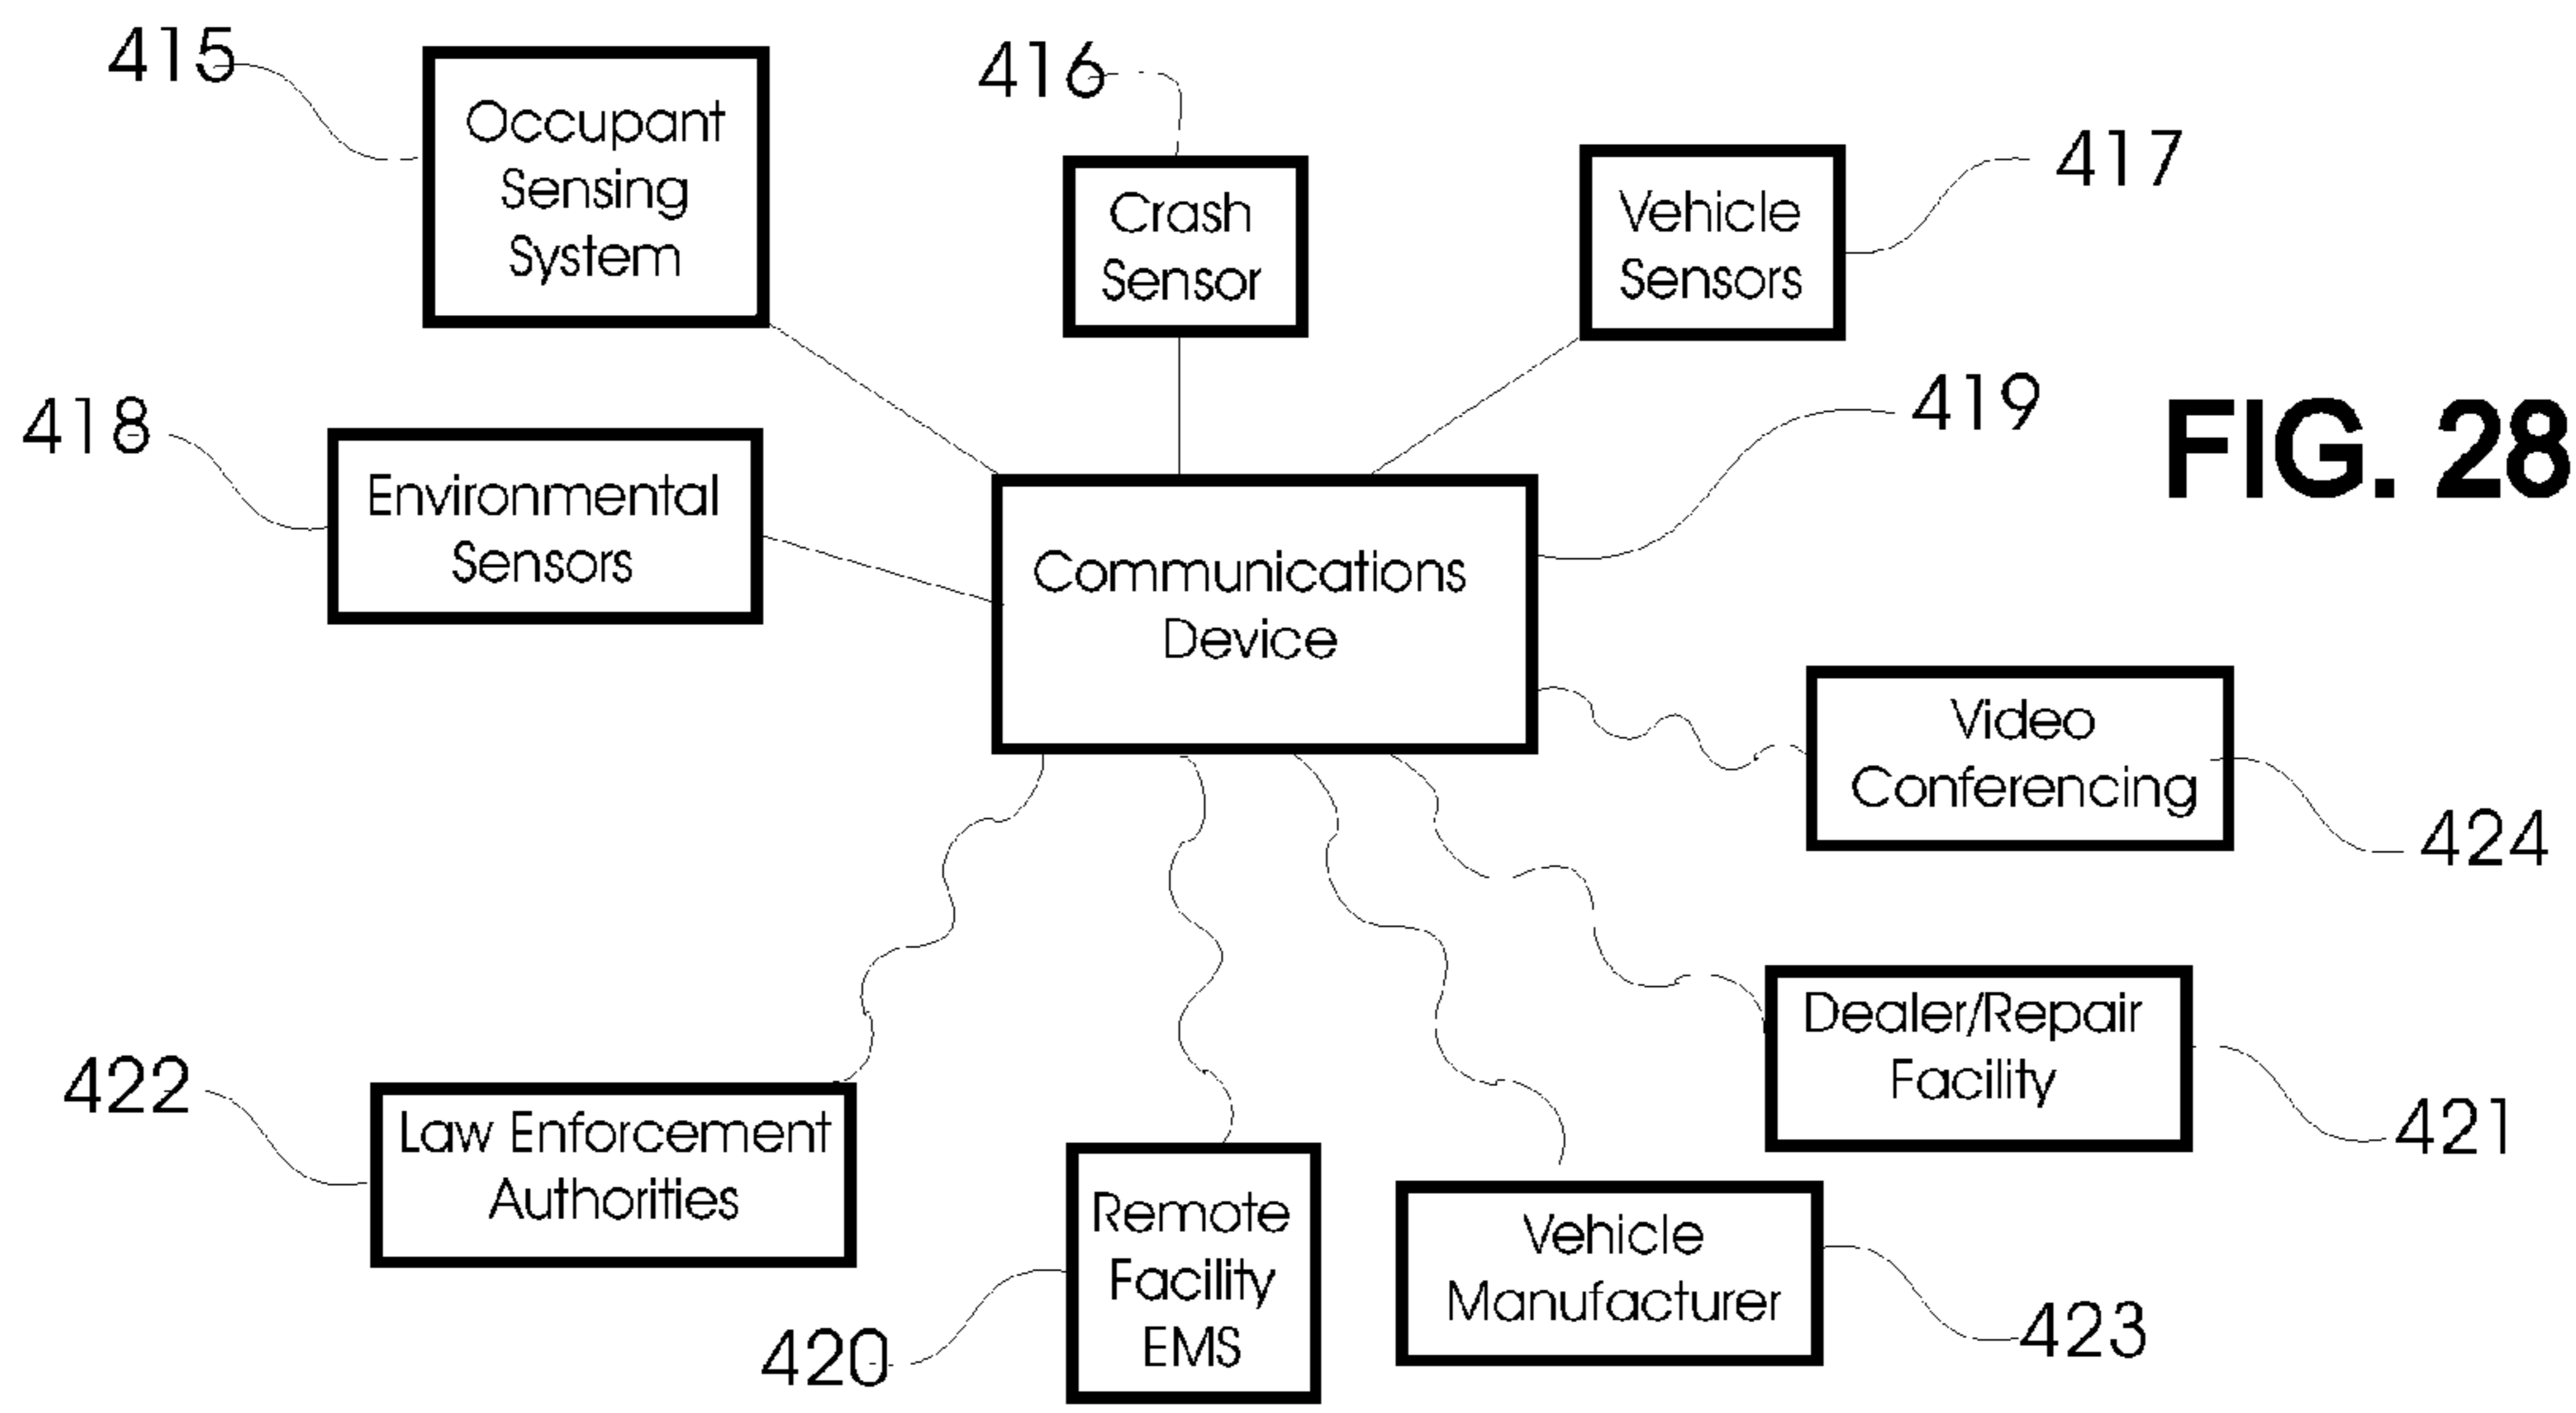 415
Occupant
Sensing
System
416
Crash
Sensor
Vehicle
Sensors
417
418
Environmental
Sensors
419
FIG. 28
Communications
Device
Video
Conferencing
424
Dealer/Repair
Facility
421
422
Law Enforcement
Authorities
Remote
Facility
EMS
420
Vehicle
Manufacturer
423